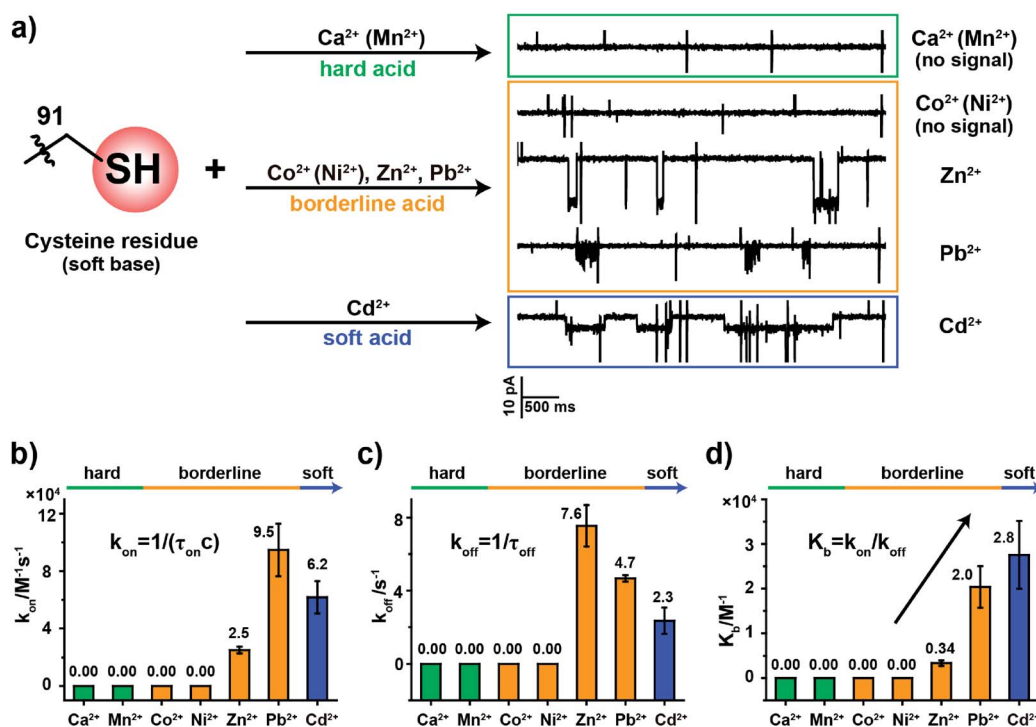 a)
91
SH
+
Cysteine residue
(soft base)
Ca²⁺ (Mn²⁺)
hard acid
Co²⁺ (Ni²⁺), Zn²⁺, Pb²⁺
borderline acid
Cd²⁺
soft acid
Ca²⁺ (Mn²⁺)
(no signal)
Co²⁺ (Ni²⁺)
(no signal)
Zn²⁺
Pb²⁺
Cd²⁺
10 pA
500 ms
b)
hard borderline soft
×10⁴
kon/M⁻¹s⁻¹
12
8
4
0
kon=1/(τonc)
0.00 0.00 0.00 0.00 2.5 9.5 6.2
Ca²⁺ Mn²⁺ Co²⁺ Ni²⁺ Zn²⁺ Pb²⁺ Cd²⁺
c)
hard borderline soft
koff/s⁻¹
8
4
0
koff=1/τoff
0.00 0.00 0.00 0.00 7.6 4.7 2.3
Ca²⁺ Mn²⁺ Co²⁺ Ni²⁺ Zn²⁺ Pb²⁺ Cd²⁺
d)
hard borderline soft
×10⁴
Kb/M⁻¹
3
2
1
0
Kb=kon/koff
0.00 0.00 0.00 0.00 0.34 2.0 2.8
Ca²⁺ Mn²⁺ Co²⁺ Ni²⁺ Zn²⁺ Pb²⁺ Cd